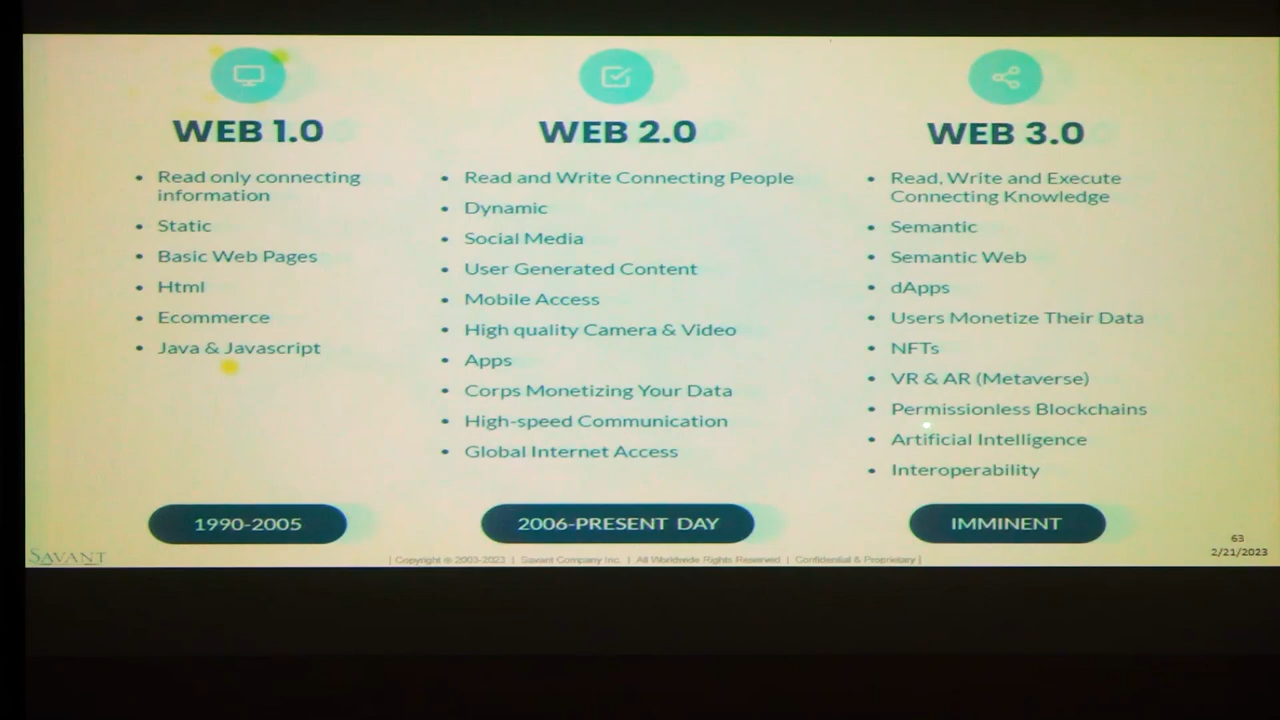 WEB 1.0
Read only connecting
information
Static
Basic Web Pages
Html
Ecommerce
Java & Javascript
1990-2005
WEB 2.0
Read and Write Connecting People
Dynamic
Social Media
User Generated Content
Mobile Access
High quality Camera & Video
Apps
Corps Monetizing Your Data
High-speed Communication
Global Internet Access
2006-PRESENT DAY
WEB 3.0
Read, Write and Execute
Connecting Knowledge
Semantic
Semantic Web
dApps
Users Monetize Their Data
NFTs
VR & AR (Metaverse)
Permissionless Blockchains
Artificial Intelligence
Interoperability
IMMINENT
SAVANT
| Copyright © 2003-2023 | Savant Company Inc. | All Worldwide Rights Reserved | Confidential & Proprietary |
63
2/21/2023